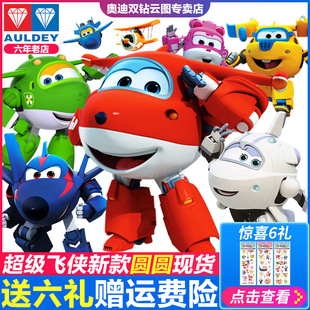 奥迪双钻云图专卖店
AULDEY
六年老店
惊喜6礼
超级飞侠新款圆圆现货
送六礼赠运费险
点击查看>